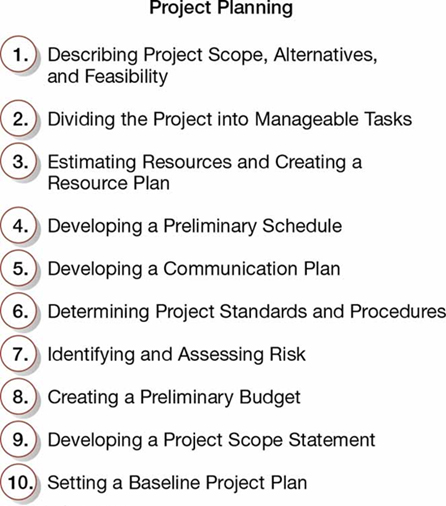 Project Planning
1. Describing Project Scope, Alternatives,
and Feasibility
2. Dividing the Project into Manageable Tasks
3. Estimating Resources and Creating a
Resource Plan
4. Developing a Preliminary Schedule
5. Developing a Communication Plan
6. Determining Project Standards and Procedures
7. Identifying and Assessing Risk
8. Creating a Preliminary Budget
9. Developing a Project Scope Statement
10. Setting a Baseline Project Plan